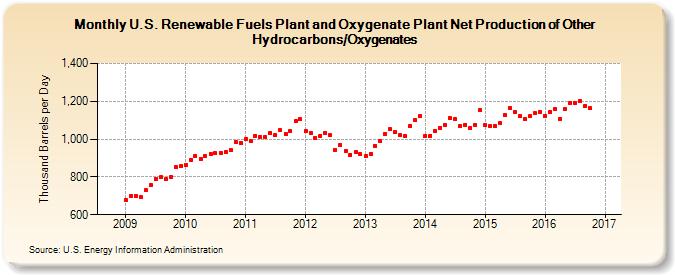 Monthly U.S. Renewable Fuels Plant and Oxygenate Plant Net Production of Other
Hydrocarbons/Oxygenates
Thousand Barrels per Day
1,400
1,200
1,000
800
600
2009 2010 2011 2012 2013 2014 2015 2016 2017
Source: U.S. Energy Information Administration